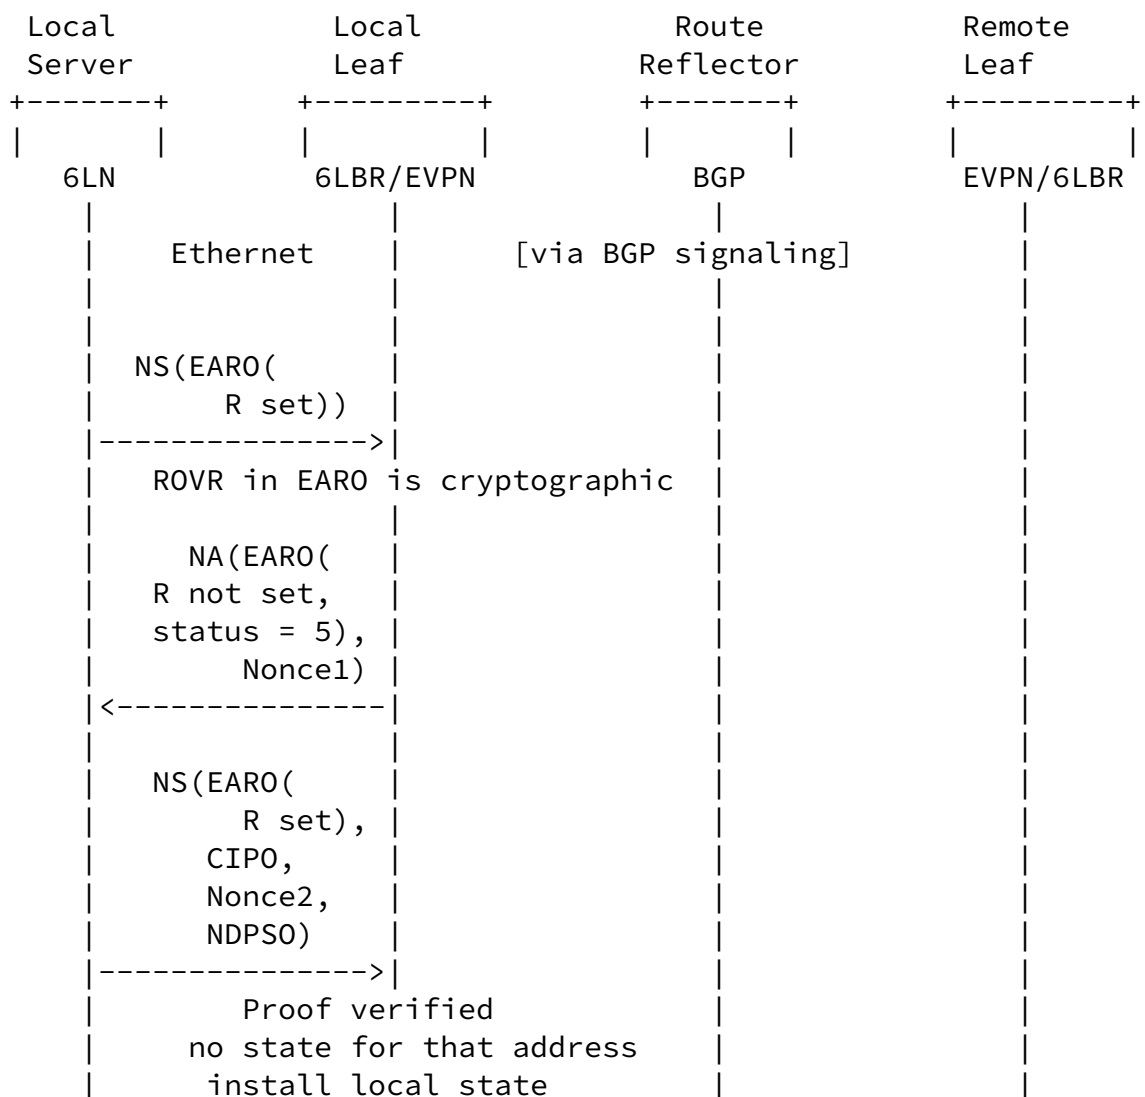 Local            Local               Route           Remote
Server           Leaf             Reflector         Leaf
+-------+       +---------+        +-------+        +---------+
|       |       |         |        |       |        |         |
6LN           6LBR/EVPN            BGP            EVPN/6LBR
|                |                 |                |
|    Ethernet    |      [via BGP signaling]         |
|                |                 |                |
|                |                 |                |
|  NS(EARO(      |                 |                |
|       R set))  |                 |                |
|--------------->|                 |                |
|   ROVR in EARO is cryptographic  |                |
|                |                 |                |
|     NA(EARO(   |                 |                |
|   R not set,   |                 |                |
|   status = 5), |                 |                |
|        Nonce1) |                 |                |
|<---------------|                 |                |
|                |                 |                |
|   NS(EARO(     |                 |                |
|        R set), |                 |                |
|      CIPO,     |                 |                |
|      Nonce2,   |                 |                |
|      NDPSO)    |                 |                |
|--------------->|                 |                |
|        Proof verified            |                |
|     no state for that address    |                |
|      install local state         |                |